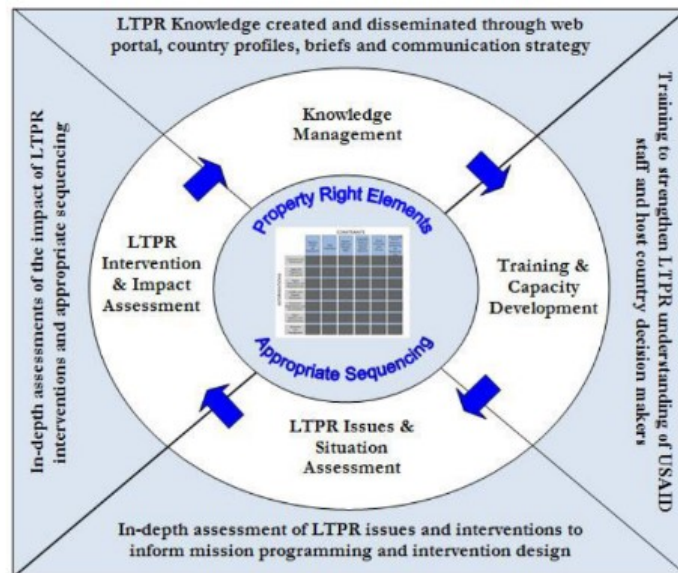 LTPR Knowledge created and disseminated through web
portal, country profiles, briefs and communication strategy
Knowledge
Management
Training to strengthen LTPR understanding of USAID
staff and host country decision makers
Training &
Capacity
Development
Property Right Elements
Appropriate Sequencing
LTPR
Intervention
& Impact
Assessment
In-depth assessments of the impact of LTPR
interventions and appropriate sequencing
LTPR Issues &
Situation
Assessment
In-depth assessment of LTPR issues and interventions to
inform mission programming and intervention design